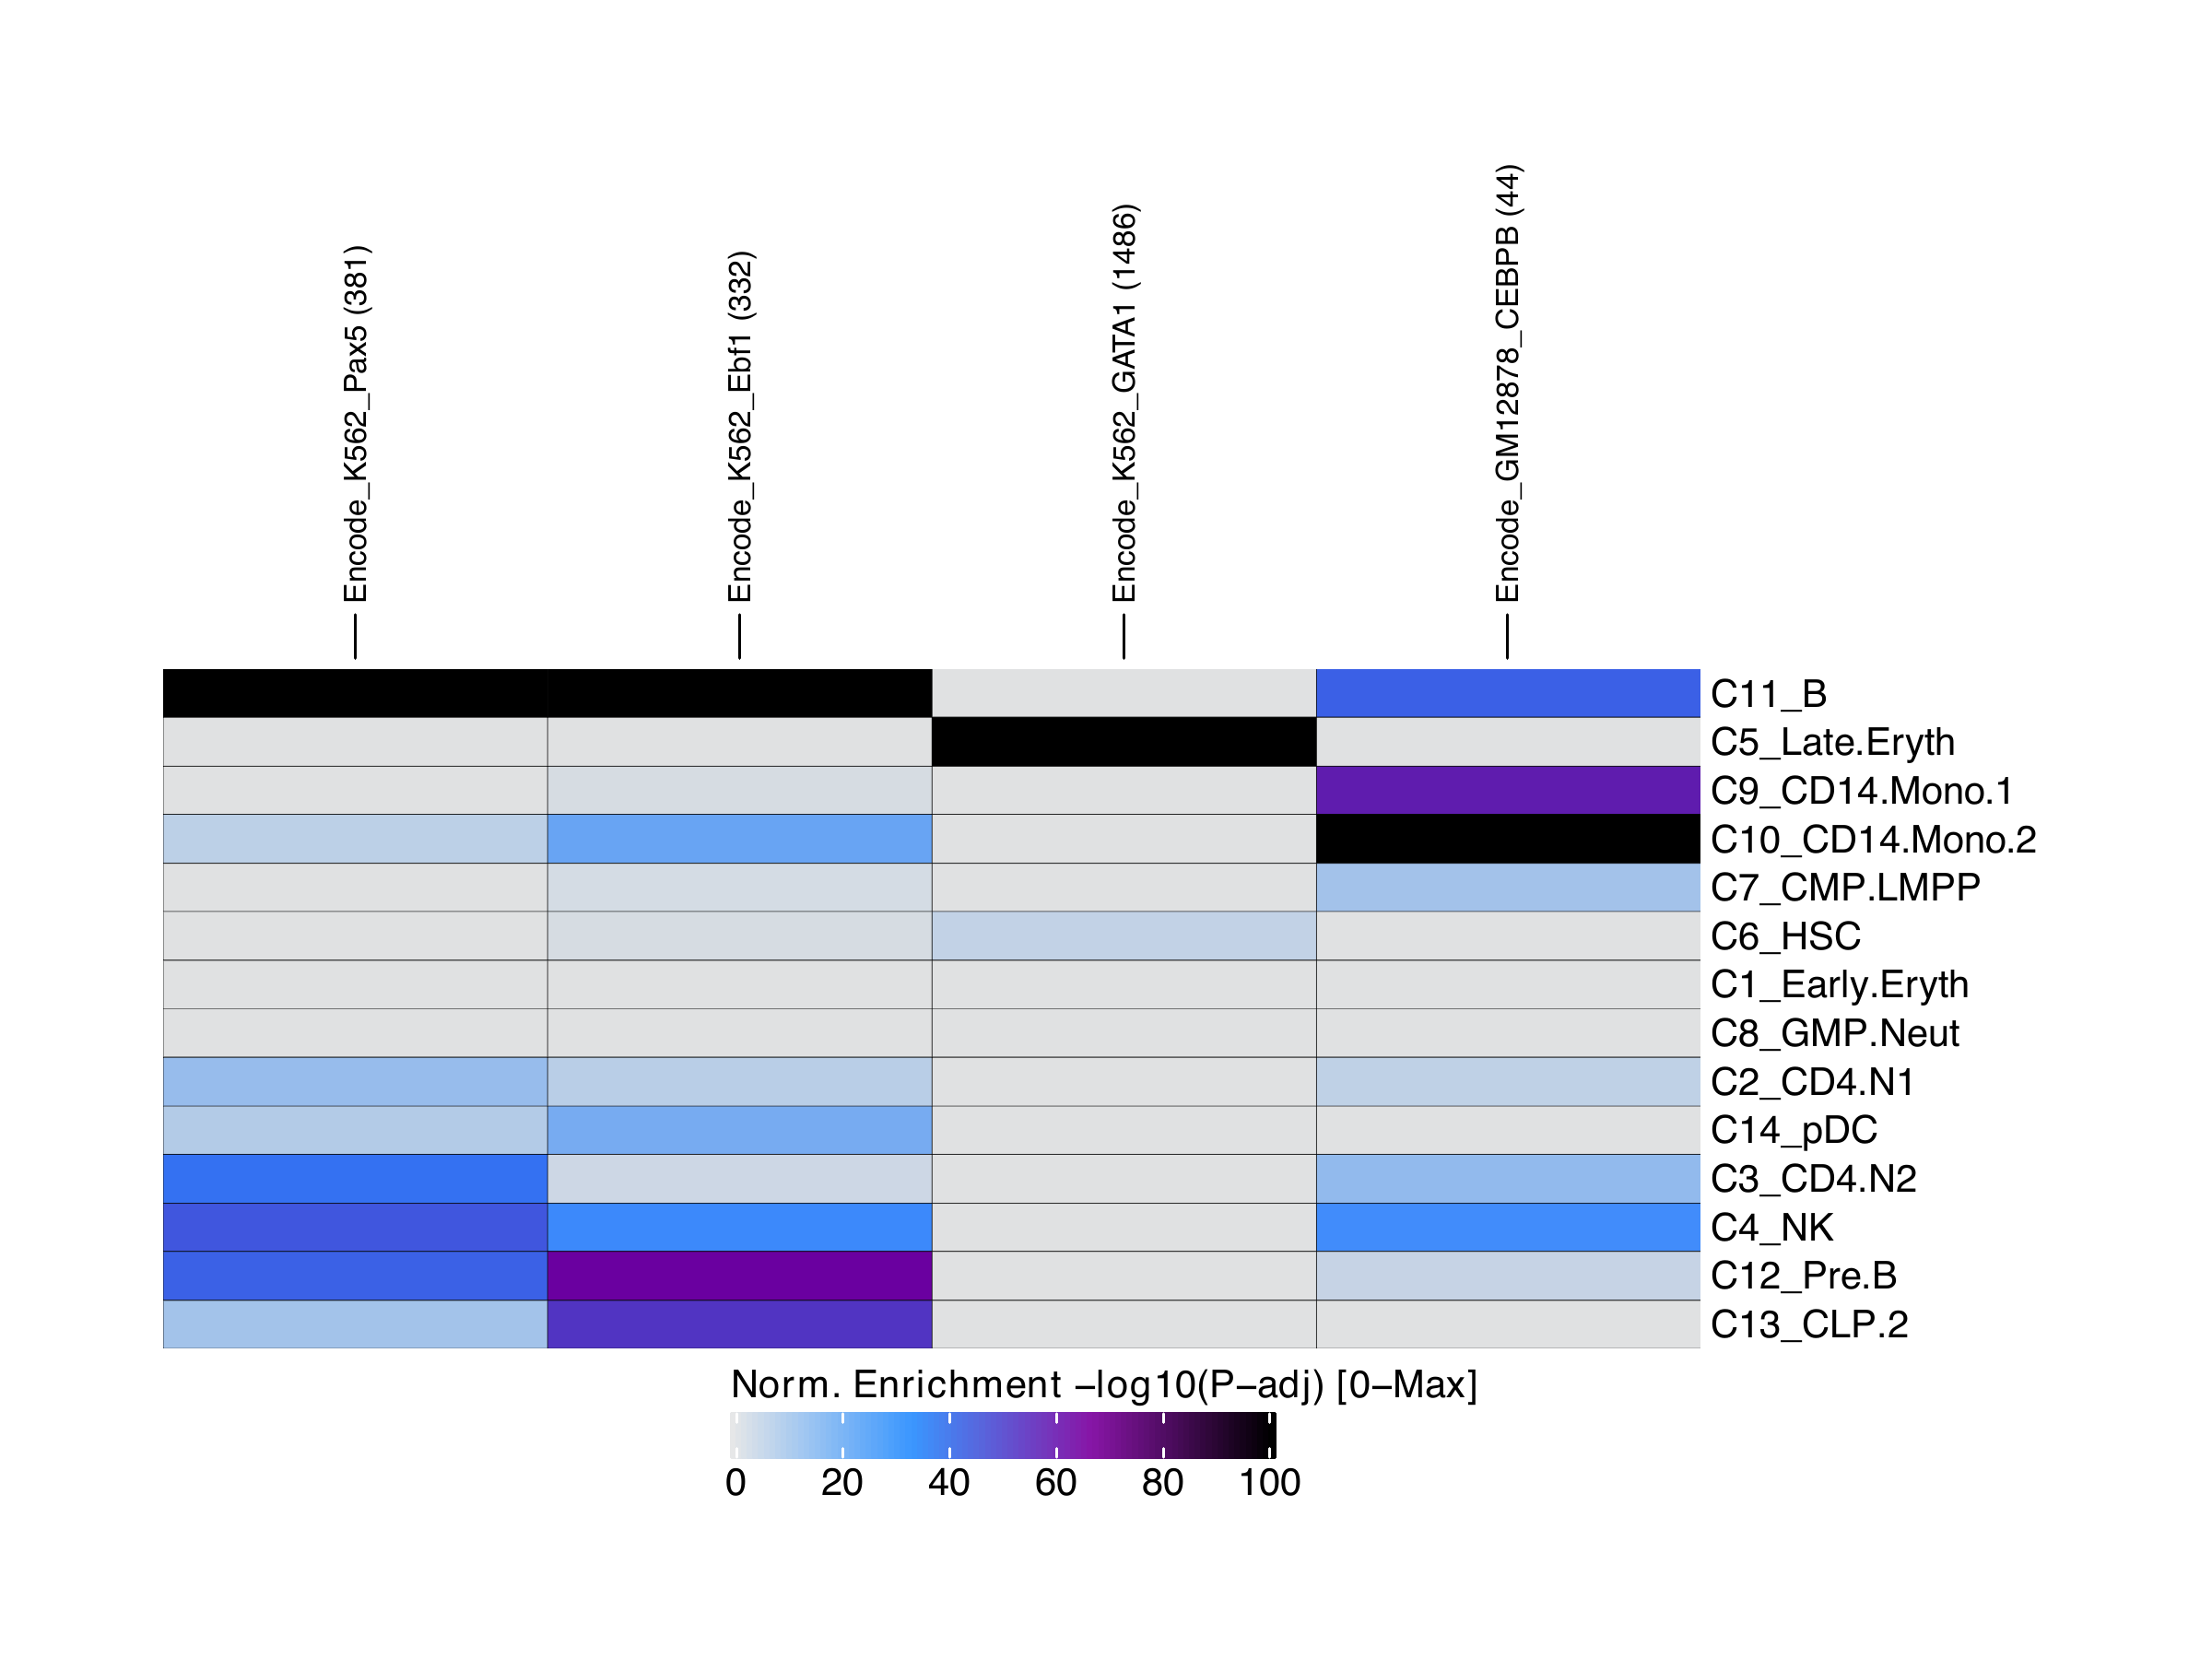 Encode_K562_Pax5 (381)
Encode_K562_Ebf1 (332)
Encode_K562_GATA1 (1486)
Encode_GM12878_CEBPB (44)
C11_B
C5_Late.Eryth
C9_CD14.Mono.1
C10_CD14.Mono.2
C7_CMP.LMPP
C6_HSC
C1_Early.Eryth
C8_GMP.Neut
C2_CD4.N1
C14_pDC
C3_CD4.N2
C4_NK
C12_Pre.B
C13_CLP.2
Norm. Enrichment −log10(P−adj) [0−Max]
0 20 40 60 80 100